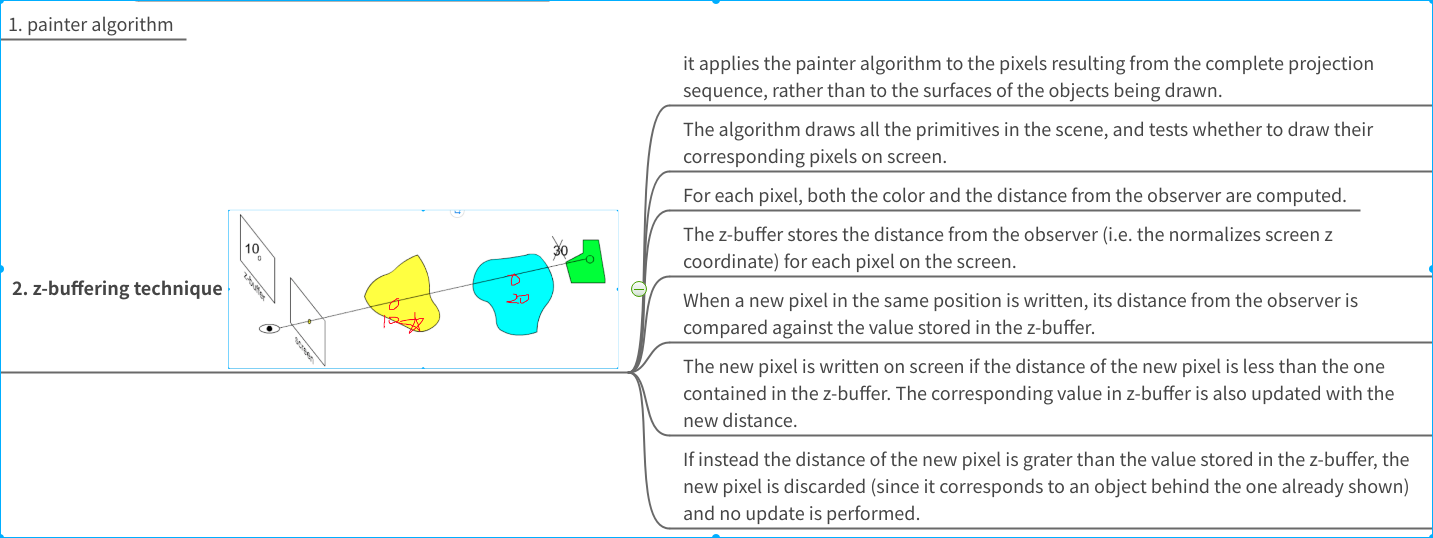 1. painter algorithm
it applies the painter algorithm to the pixels resulting from the complete projection
sequence, rather than to the surfaces of the objects being drawn.
The algorithm draws all the primitives in the scene, and tests whether to draw their
corresponding pixels on screen.
For each pixel, both the color and the distance from the observer are computed.
The z-buffer stores the distance from the observer (i.e. the normalizes screen z
coordinate) for each pixel on the screen.
2. z-buffering technique
10
z-buffer
screen
10
20
30
When a new pixel in the same position is written, its distance from the observer is
compared against the value stored in the z-buffer.
The new pixel is written on screen if the distance of the new pixel is less than the one
contained in the z-buffer. The corresponding value in z-buffer is also updated with the
new distance.
If instead the distance of the new pixel is grater than the value stored in the z-buffer, the
new pixel is discarded (since it corresponds to an object behind the one already shown)
and no update is performed.